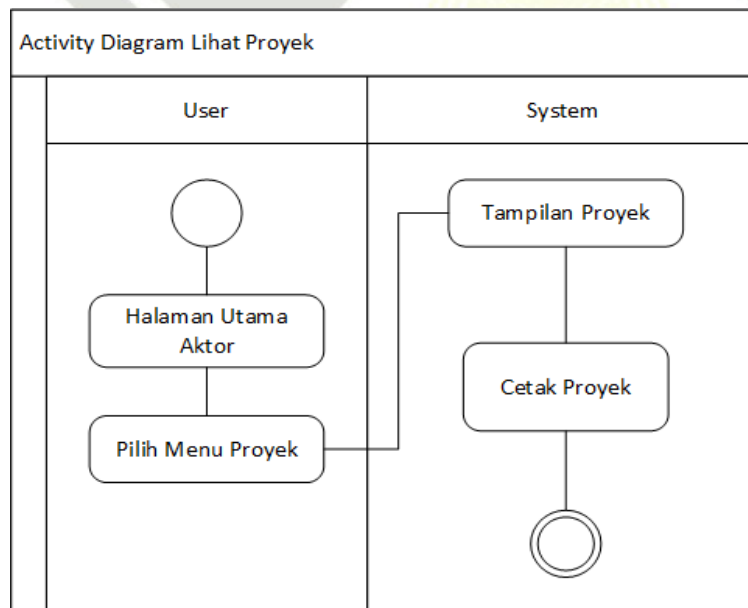 Activity Diagram Lihat Proyek
User
System
Halaman Utama
Aktor
Pilih Menu Proyek
Tampilan Proyek
Cetak Proyek